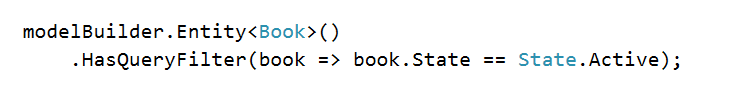 modelBuilder.Entity<Book>()
    .HasQueryFilter(book => book.State == State.Active);